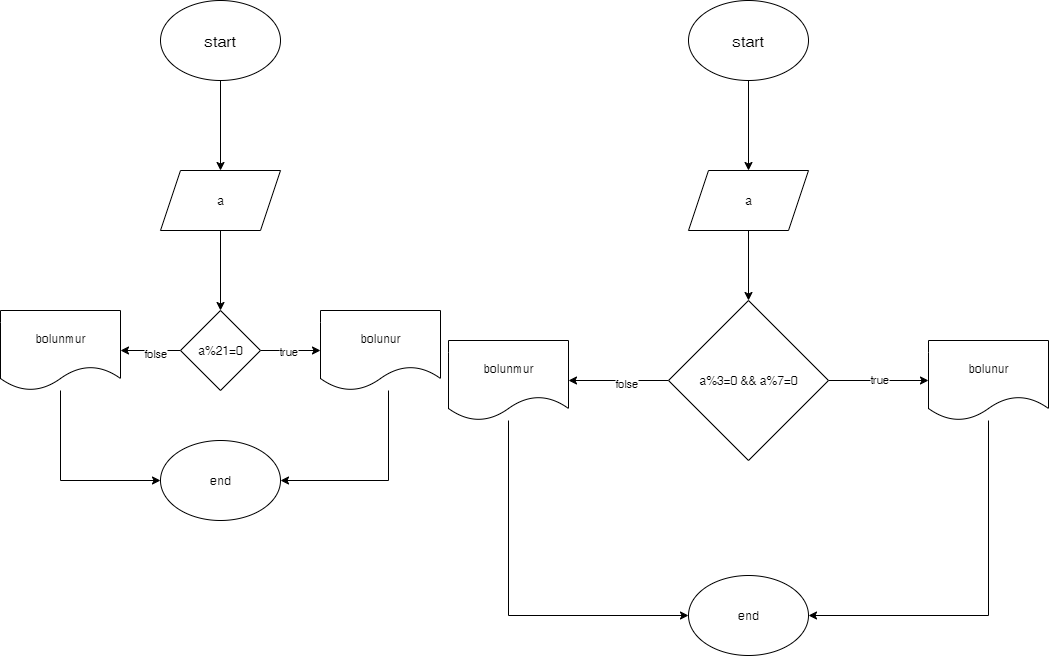 start
a
a%21=0
folse
true
bolunmur
bolunur
end
start
a
a%3=0 && a%7=0
folse
true
bolunmur
bolunur
end